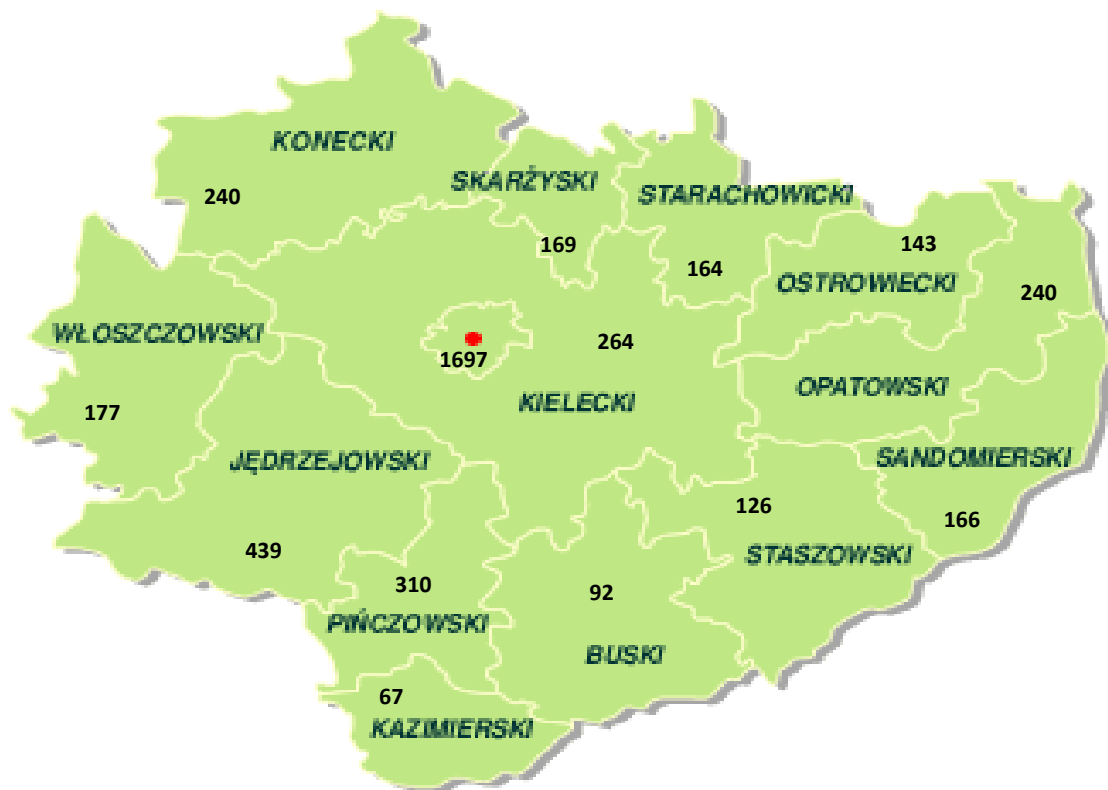 KONECKI
240
SKARŻYSKI
169
STARACHOWICKI
164
143
OSTROWIECKI
240
WŁOSZCZOWSKI
177
1697
264
KIELECKI
OPATOWSKI
JĘDRZEJOWSKI
439
SANDOMIERSKI
166
126
STASZOWSKI
310
PIŃCZOWSKI
92
BUSKI
67
KAZIMIERSKI